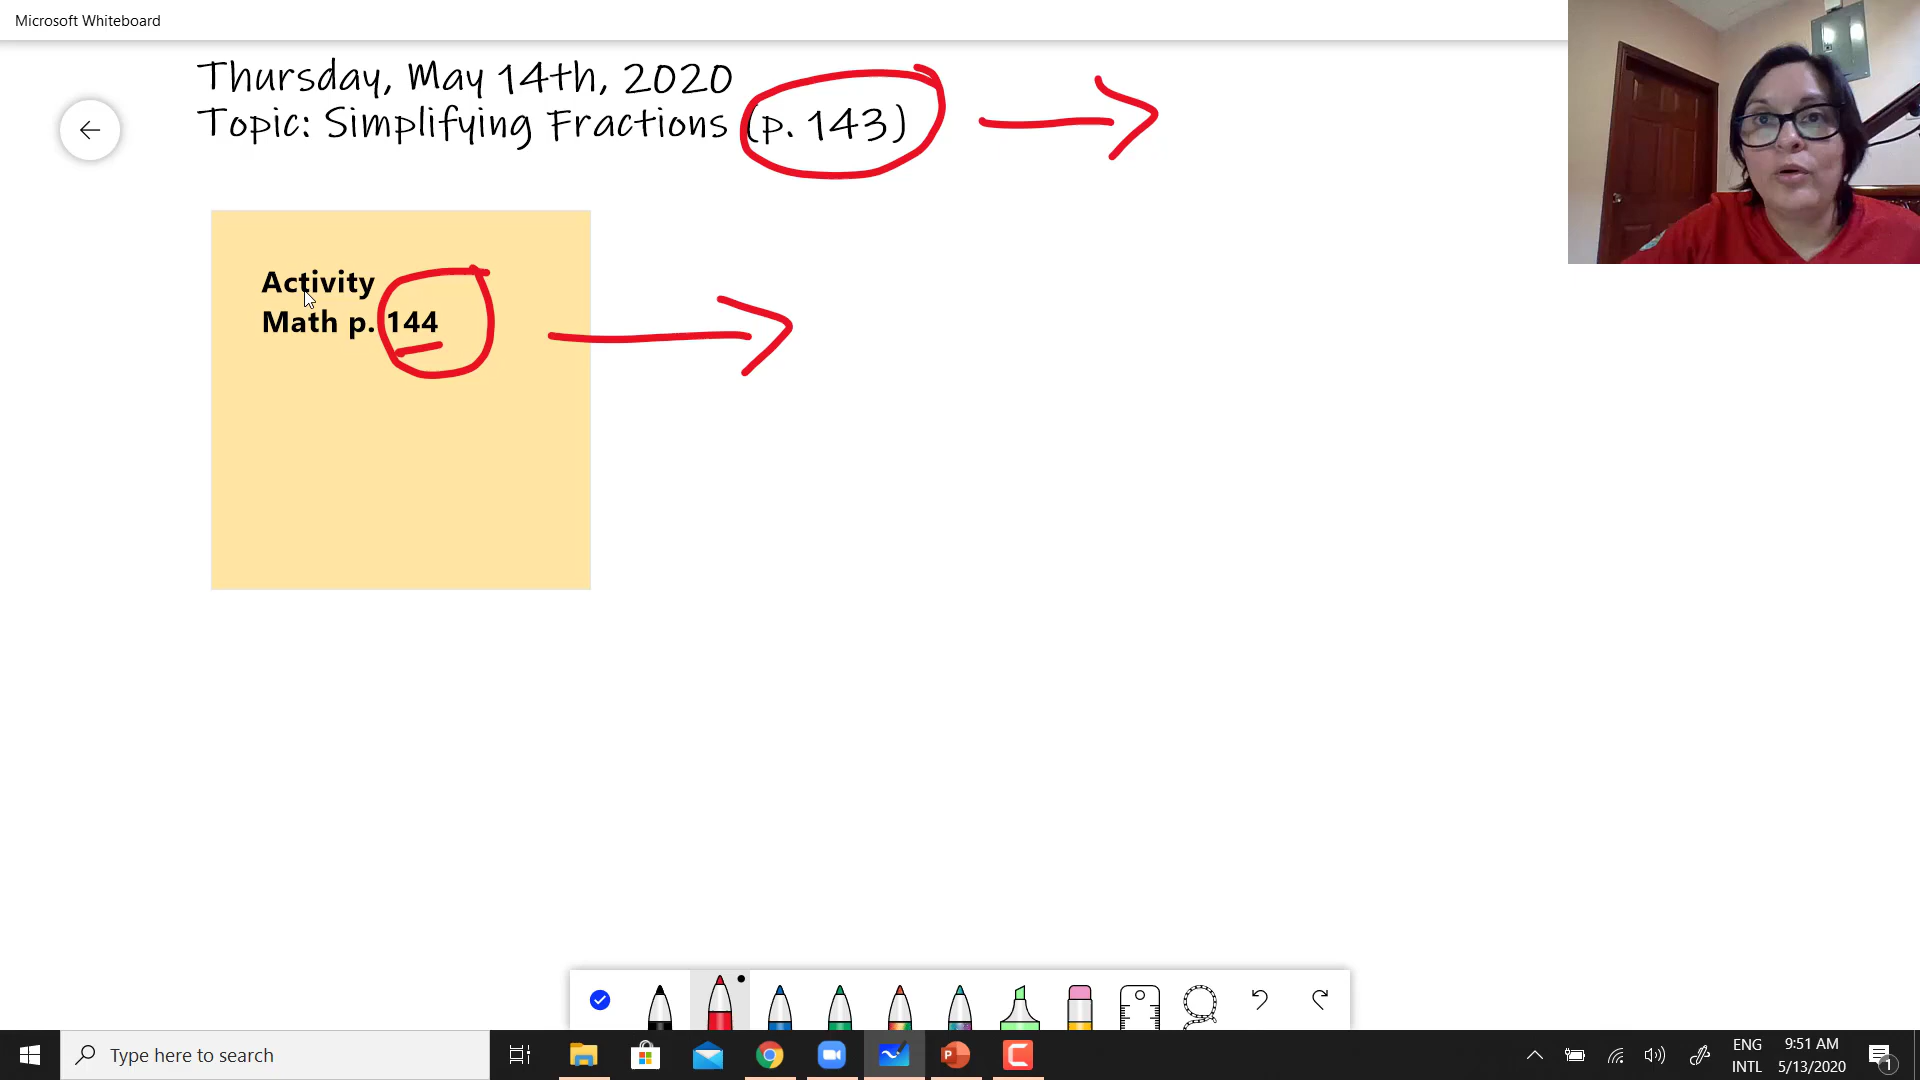 Microsoft Whiteboard
Thursday, May 14th, 2020
Topic: Simplifying Fractions (p. 143)
Activity
Math p. 144
Type here to search
ENG
INTL
9:51 AM
5/13/2020
1